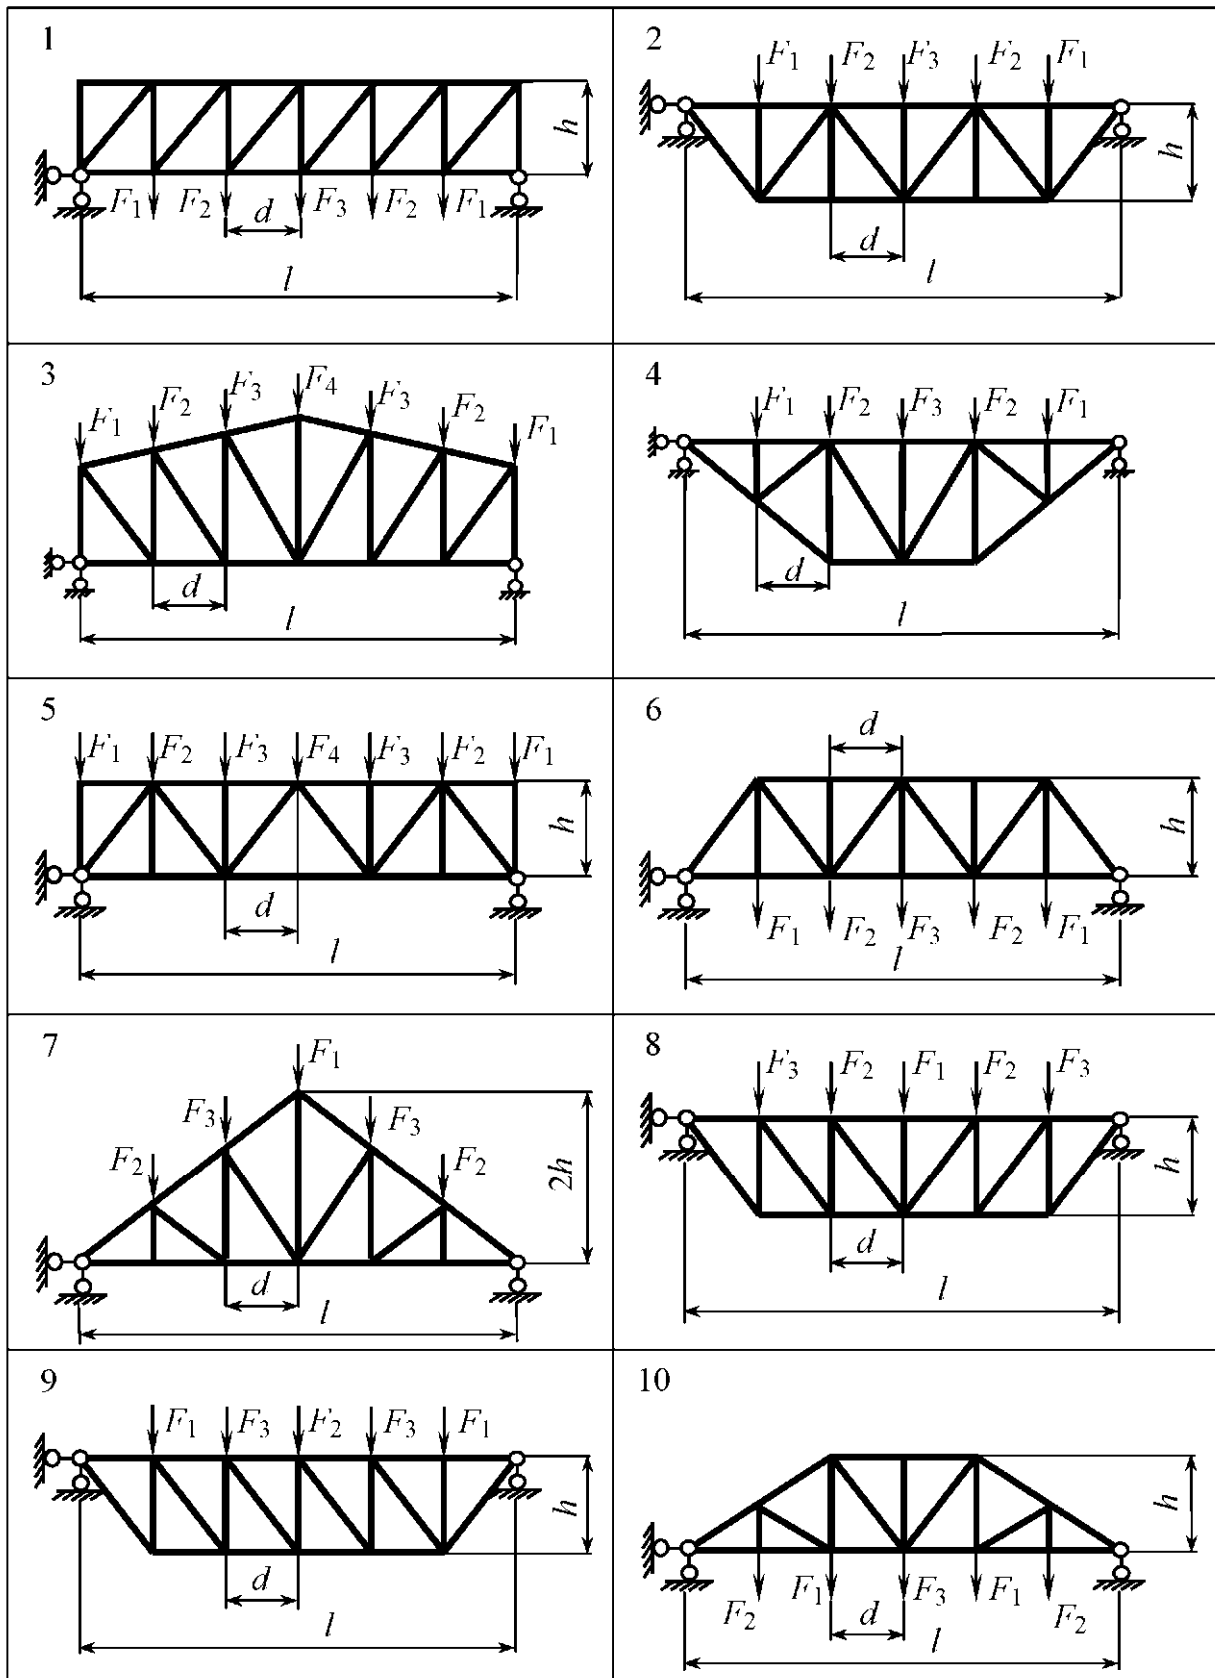 1
h
F₁ F₂ F₃ F₂ F₁
d
l
2
F₁ F₂ F₃ F₂ F₁
h
d
l
3
F₁ F₂ F₃ F₄ F₃ F₂ F₁
d
l
4
F₁ F₂ F₃ F₂ F₁
d
l
5
F₁ F₂ F₃ F₄ F₃ F₂ F₁
h
d
l
6
d
h
F₁ F₂ F₃ F₂ F₁
l
7
F₁
F₃ F₃
F₂ F₂
2h
d
l
8
F₃ F₂ F₁ F₂ F₃
h
d
l
9
F₁ F₃ F₂ F₃ F₁
h
d
l
10
h
F₂ F₁ F₃ F₁ F₂
d
l